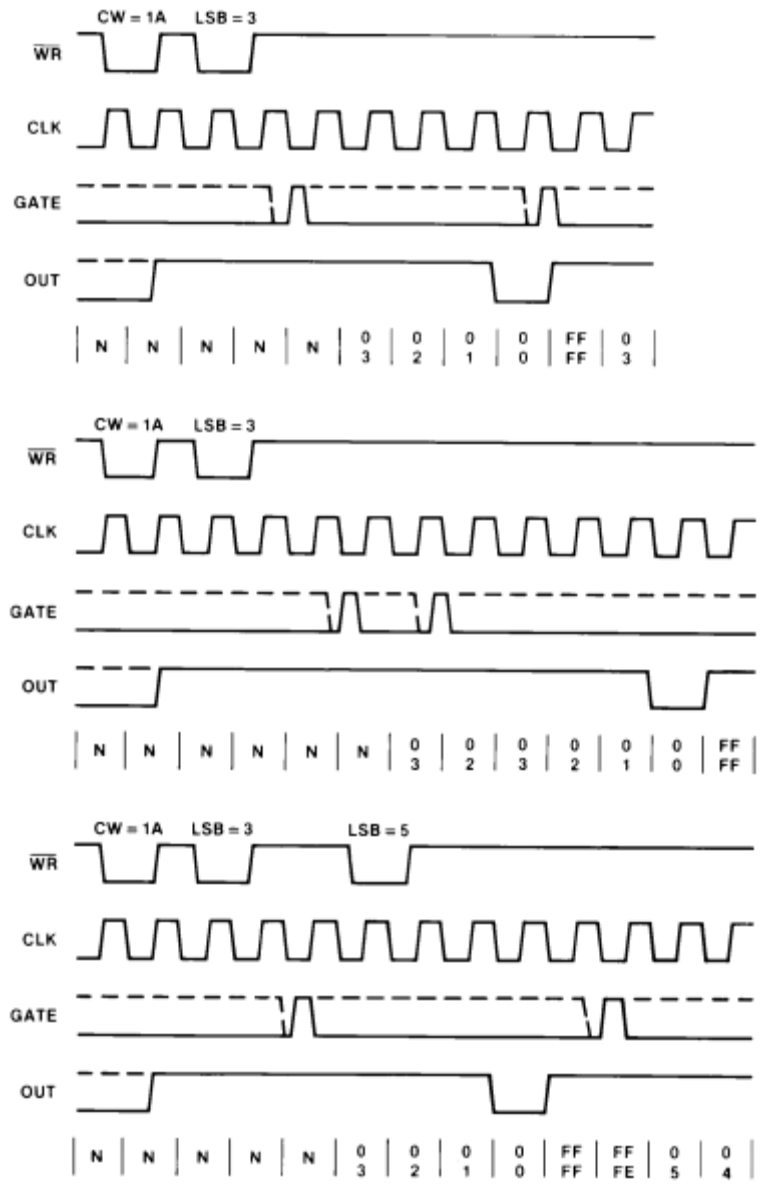 CW = 1A LSB = 3
WR
CLK
GATE
OUT
N N N N N 0 0 0 0 FF 0
3 2 1 0 FF 3
CW = 1A LSB = 3
WR
CLK
GATE
OUT
N N N N N N 0 0 0 0 0 0 FF
3 2 3 2 1 0 FF
CW = 1A LSB = 3 LSB = 5
WR
CLK
GATE
OUT
N N N N N 0 0 0 0 FF FF 0 0
3 2 1 0 FF FE 5 4